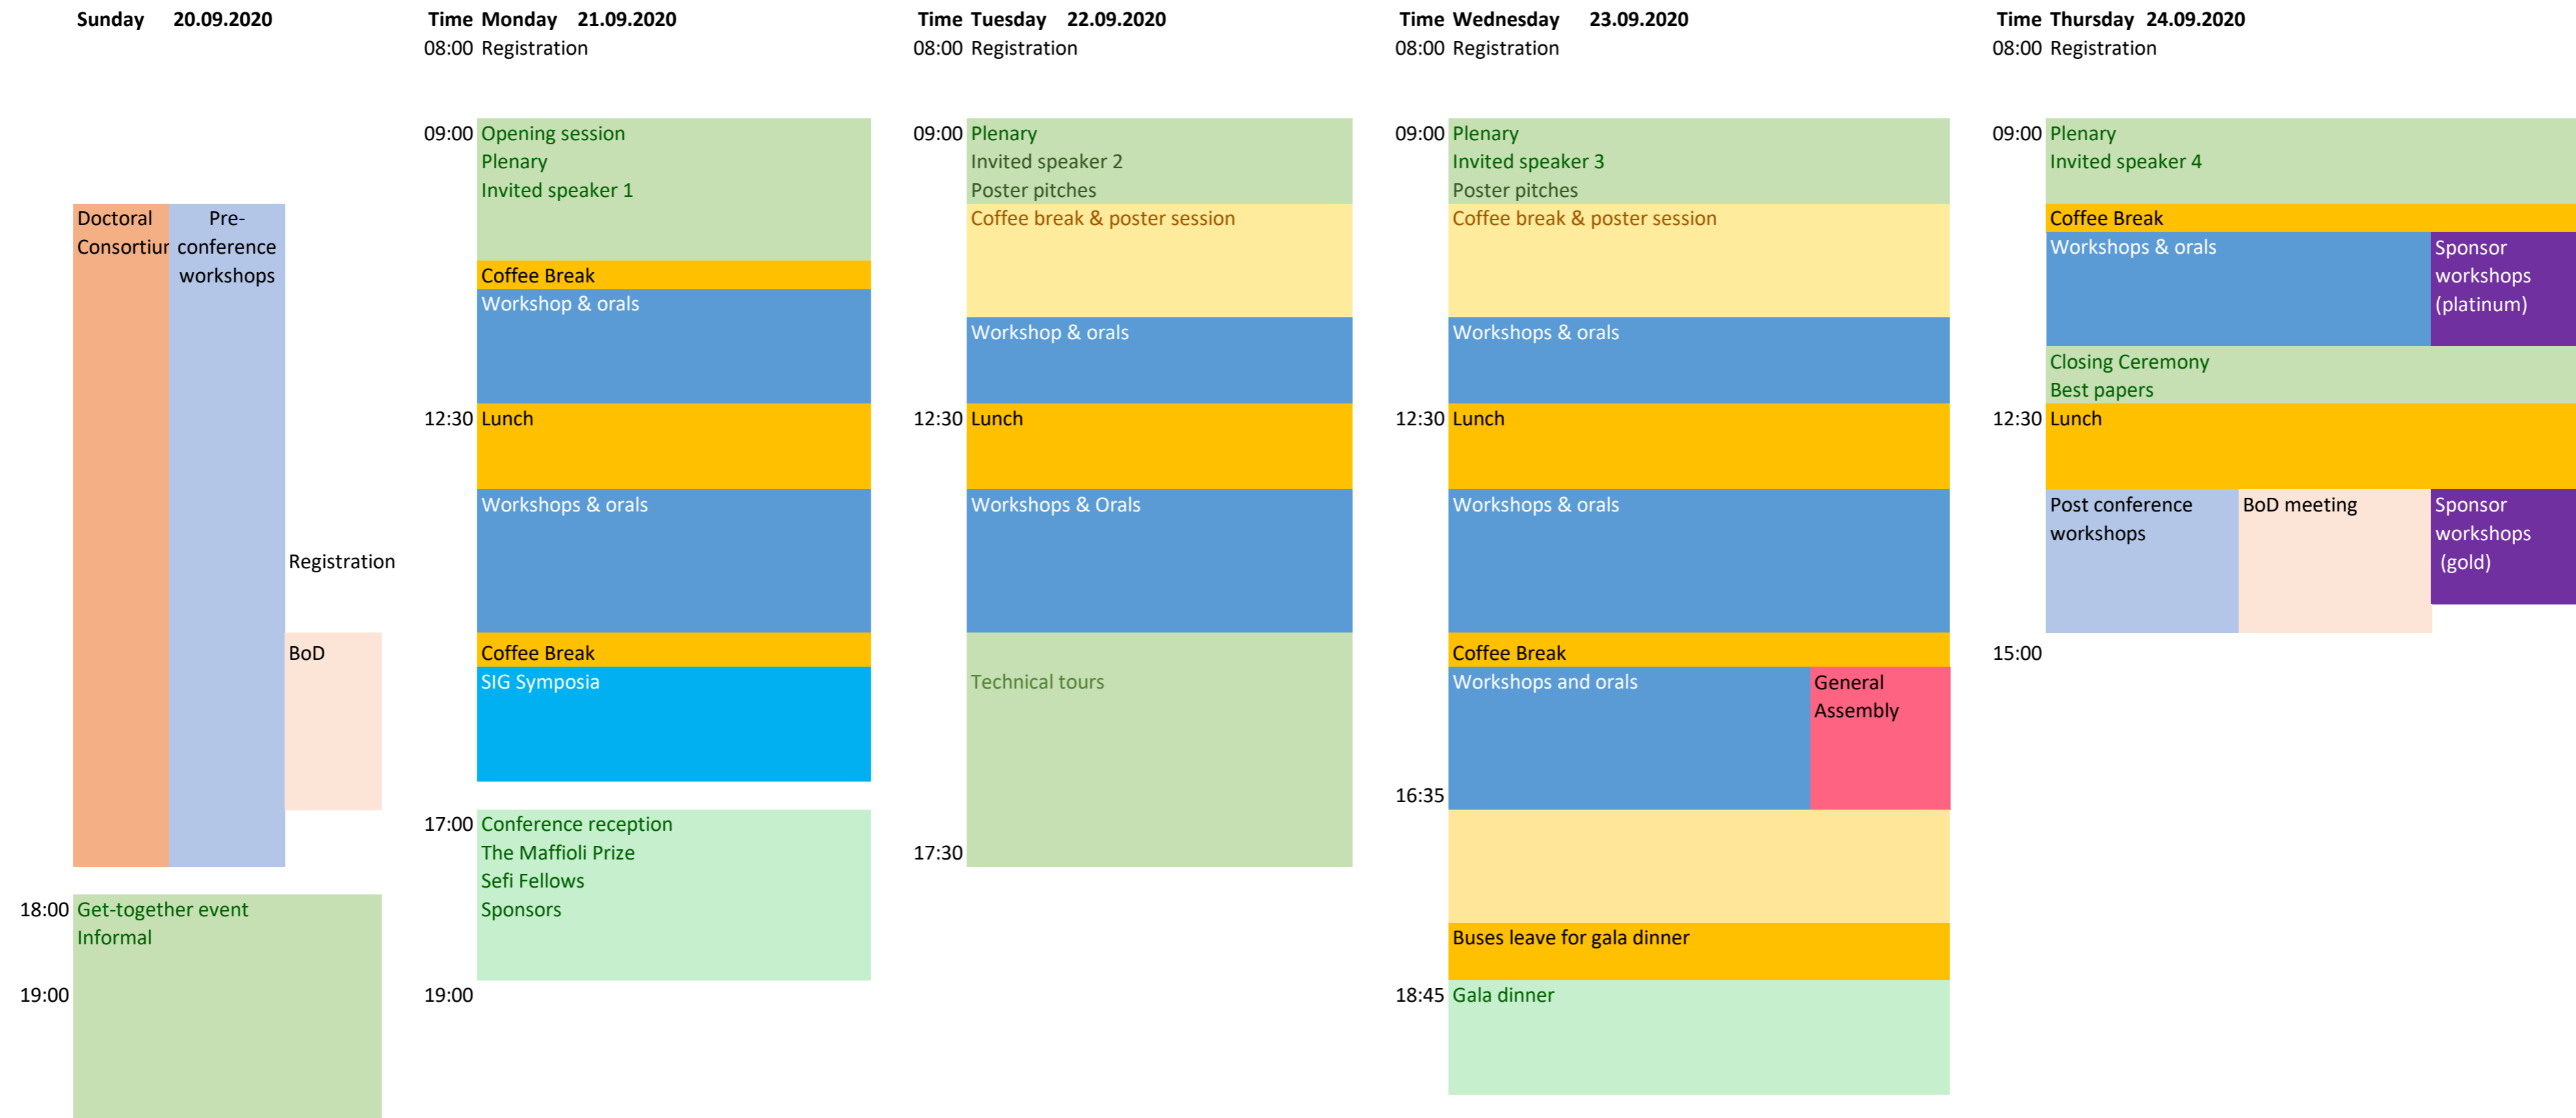 Sunday 20.09.2020
Doctoral
Consortium
Pre-
conference
workshops
Registration
BoD
18:00 Get-together event
Informal
19:00
Time Monday 21.09.2020
08:00 Registration
09:00 Opening session
Plenary
Invited speaker 1
Coffee Break
Workshop & orals
12:30 Lunch
Workshops & orals
Coffee Break
SIG Symposia
17:00 Conference reception
The Maffioli Prize
Sefi Fellows
Sponsors
19:00
Time Tuesday 22.09.2020
08:00 Registration
09:00 Plenary
Invited speaker 2
Poster pitches
Coffee break & poster session
Workshop & orals
12:30 Lunch
Workshops & Orals
Technical tours
17:30
Time Wednesday 23.09.2020
08:00 Registration
09:00 Plenary
Invited speaker 3
Poster pitches
Coffee break & poster session
Workshops & orals
12:30 Lunch
Workshops & orals
Coffee Break
Workshops and orals
General
Assembly
16:35
Buses leave for gala dinner
18:45 Gala dinner
Time Thursday 24.09.2020
08:00 Registration
09:00 Plenary
Invited speaker 4
Coffee Break
Workshops & orals
Sponsor
workshops
(platinum)
Closing Ceremony
Best papers
12:30 Lunch
Post conference
workshops
BoD meeting
Sponsor
workshops
(gold)
15:00